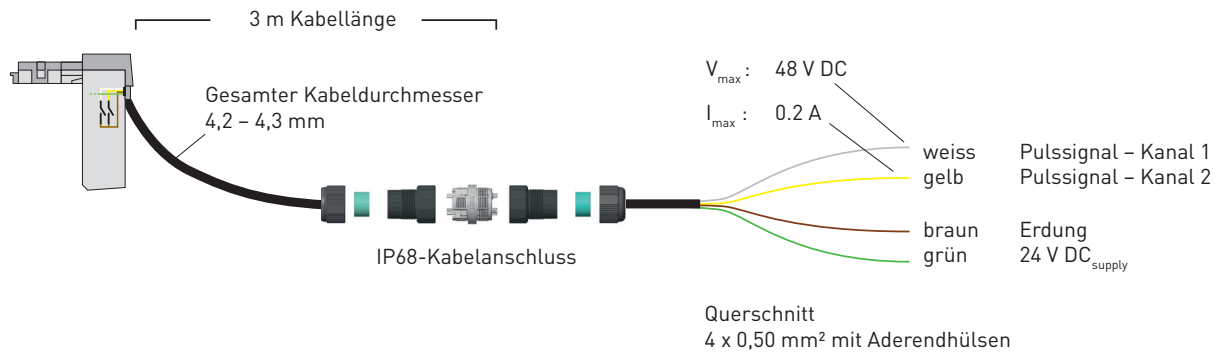 3 m Kabellänge
Gesamter Kabeldurchmesser
4,2 – 4,3 mm
IP68-Kabelanschluss
Vmax : 48 V DC
Imax : 0.2 A
weiss Pulssignal – Kanal 1
gelb Pulssignal – Kanal 2
braun Erdung
grün 24 V DCsupply
Querschnitt
4 x 0,50 mm² mit Aderendhülsen